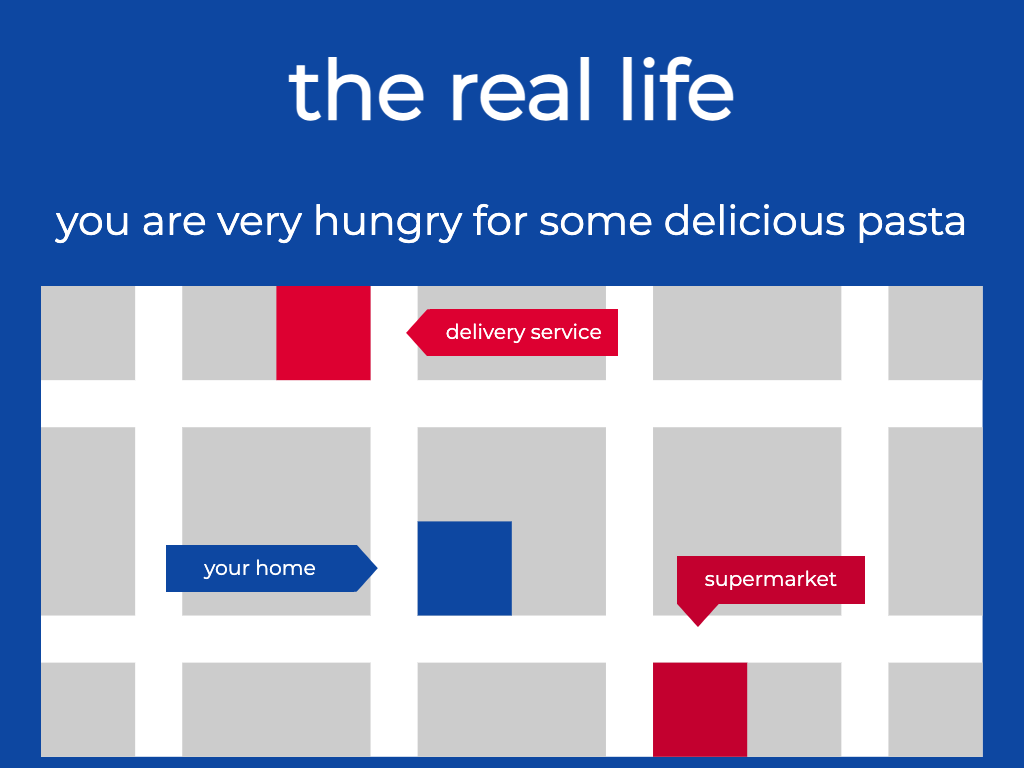 the real life
you are very hungry for some delicious pasta
delivery service
your home
supermarket